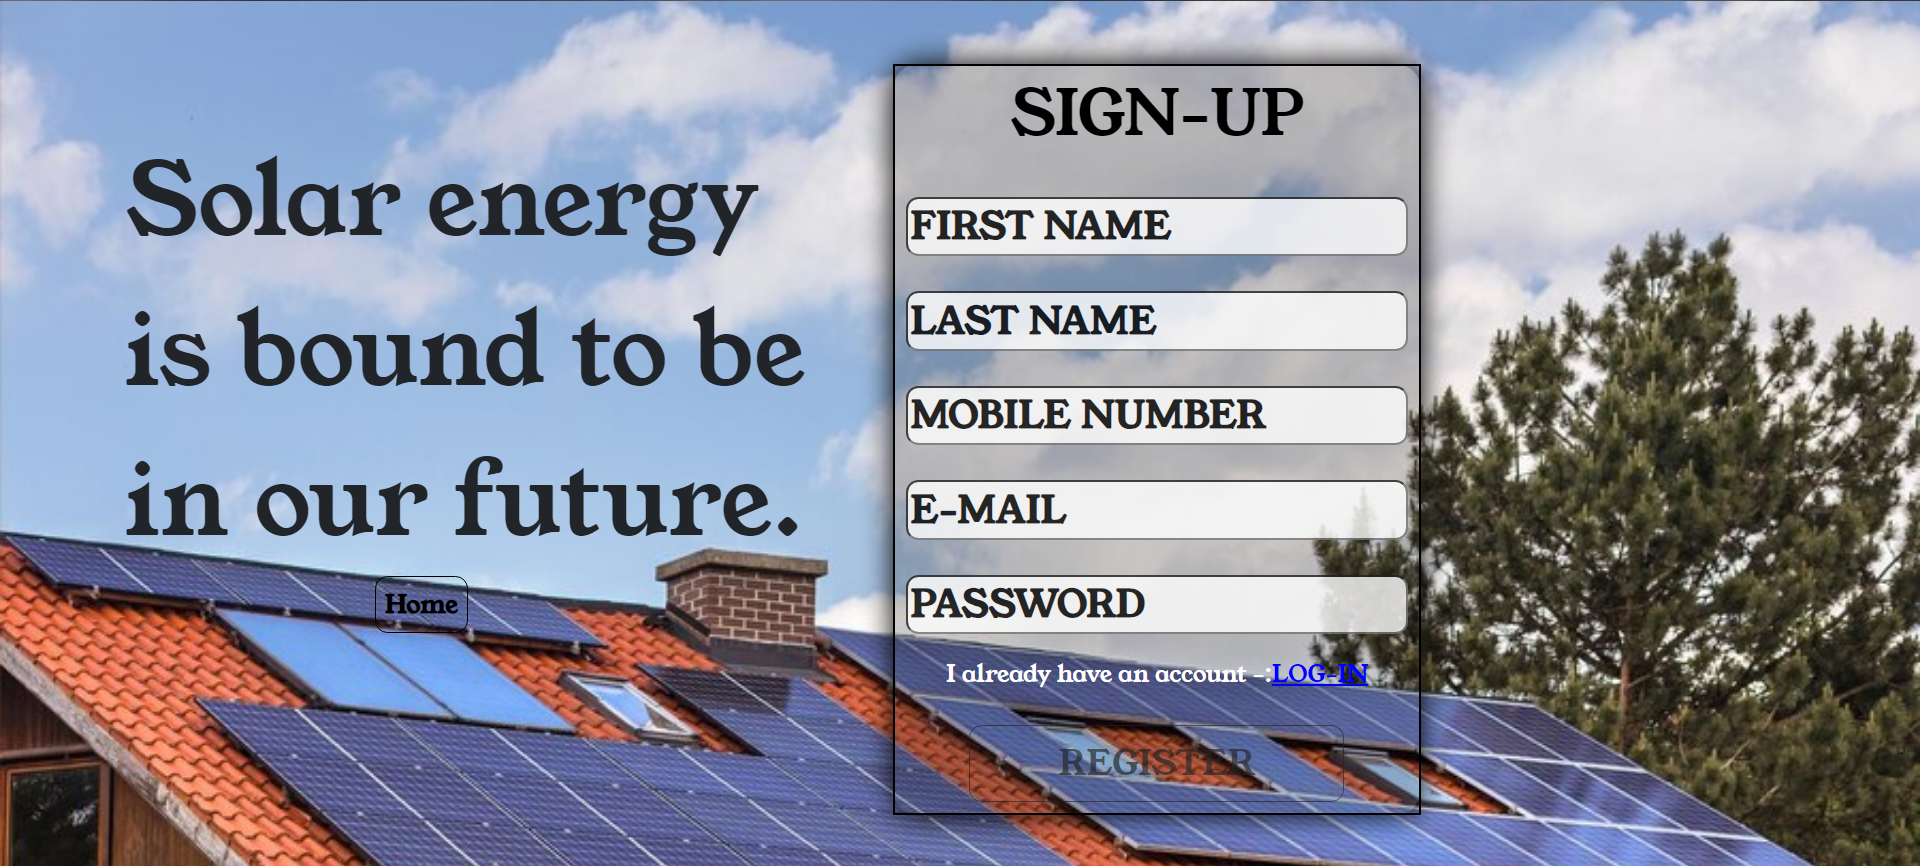 Solar energy
is bound to be
in our future.
Home
SIGN-UP
FIRST NAME
LAST NAME
MOBILE NUMBER
E-MAIL
PASSWORD
I already have an account -:LOG-IN
REGISTER